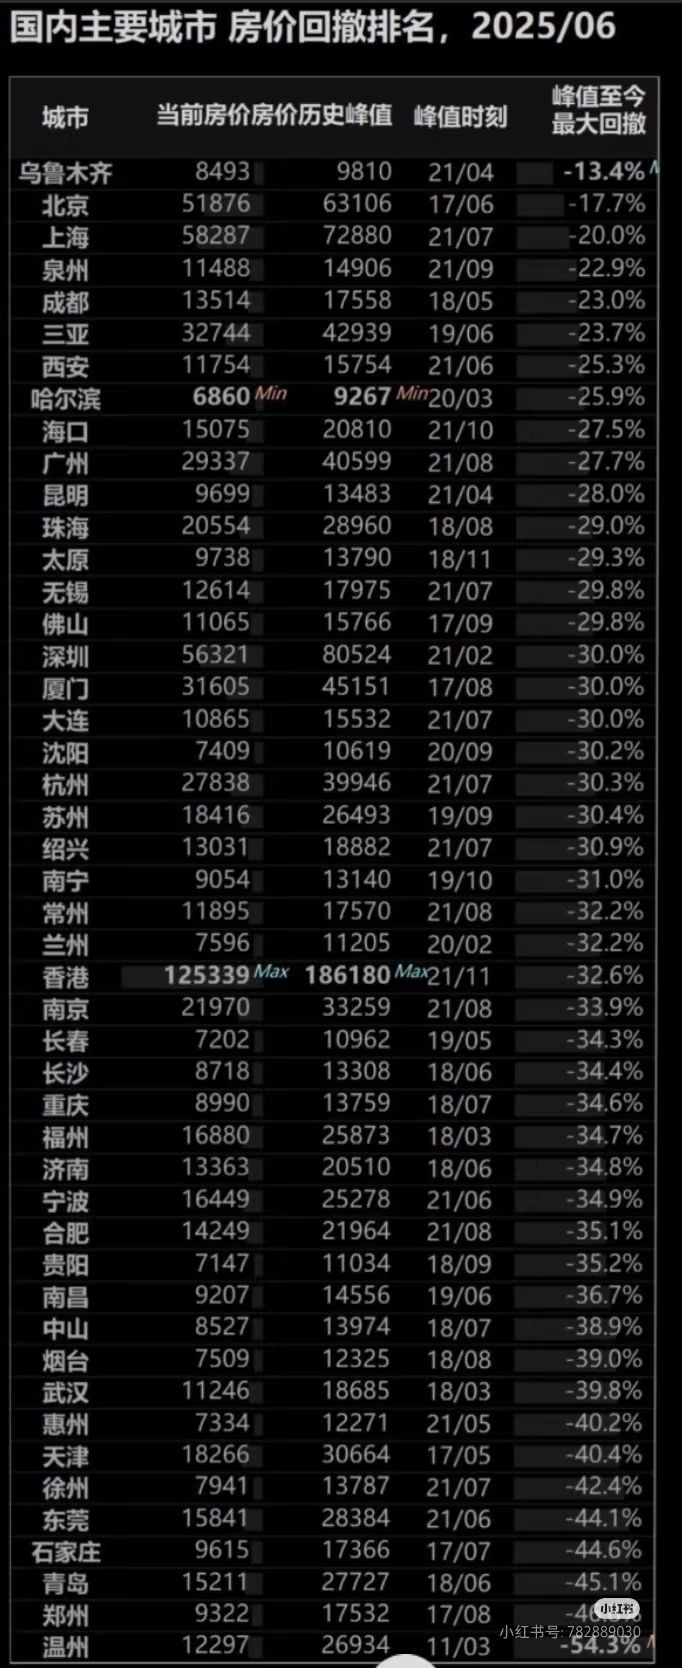 国内主要城市 房价回撤排名，2025/06
城市 当前房价 房价历史峰值 峰值时刻 峰值至今最大回撤
乌鲁木齐 8493 9810 21/04 -13.4%
北京 51876 63106 17/06 -17.7%
上海 58287 72880 21/07 -20.0%
泉州 11488 14906 21/09 -22.9%
成都 13514 17558 18/05 -23.0%
三亚 32744 42939 19/06 -23.7%
西安 11754 15754 21/06 -25.3%
哈尔滨 6860 Min 9267 Min 20/03 -25.9%
海口 15075 20810 21/10 -27.5%
广州 29337 40599 21/08 -27.7%
昆明 9699 13483 21/04 -28.0%
珠海 20554 28960 18/08 -29.0%
太原 9738 13790 18/11 -29.3%
无锡 12614 17975 21/07 -29.8%
佛山 11065 15766 17/09 -29.8%
深圳 56321 80524 21/02 -30.0%
厦门 31605 45151 17/08 -30.0%
大连 10865 15532 21/07 -30.0%
沈阳 7409 10619 20/09 -30.2%
杭州 27838 39946 21/07 -30.3%
苏州 18416 26493 19/09 -30.4%
绍兴 13031 18882 21/07 -30.9%
南宁 9054 13140 19/10 -31.0%
常州 11895 17570 21/08 -32.2%
兰州 7596 11205 20/02 -32.2%
香港 125339 Max 186180 Max 21/11 -32.6%
南京 21970 33259 21/08 -33.9%
长春 7202 10962 19/05 -34.3%
长沙 8718 13308 18/06 -34.4%
重庆 8990 13759 18/07 -34.6%
福州 16880 25873 18/03 -34.7%
济南 13363 20510 18/06 -34.8%
宁波 16449 25278 21/06 -34.9%
合肥 14249 21964 21/08 -35.1%
贵阳 7147 11034 18/09 -35.2%
南昌 9207 14556 19/06 -36.7%
中山 8527 13974 18/07 -38.9%
烟台 7509 12325 18/08 -39.0%
武汉 11246 18685 18/03 -39.8%
惠州 7334 12271 21/05 -40.2%
天津 18266 30664 17/05 -40.4%
徐州 7941 13787 21/07 -42.4%
东莞 15841 28384 21/06 -44.1%
石家庄 9615 17366 17/07 -44.6%
青岛 15211 27727 18/06 -45.1%
郑州 9322 17532 17/08
小红书
小红书号: 782889030
温州 12297 26934 11/03 -54.3%